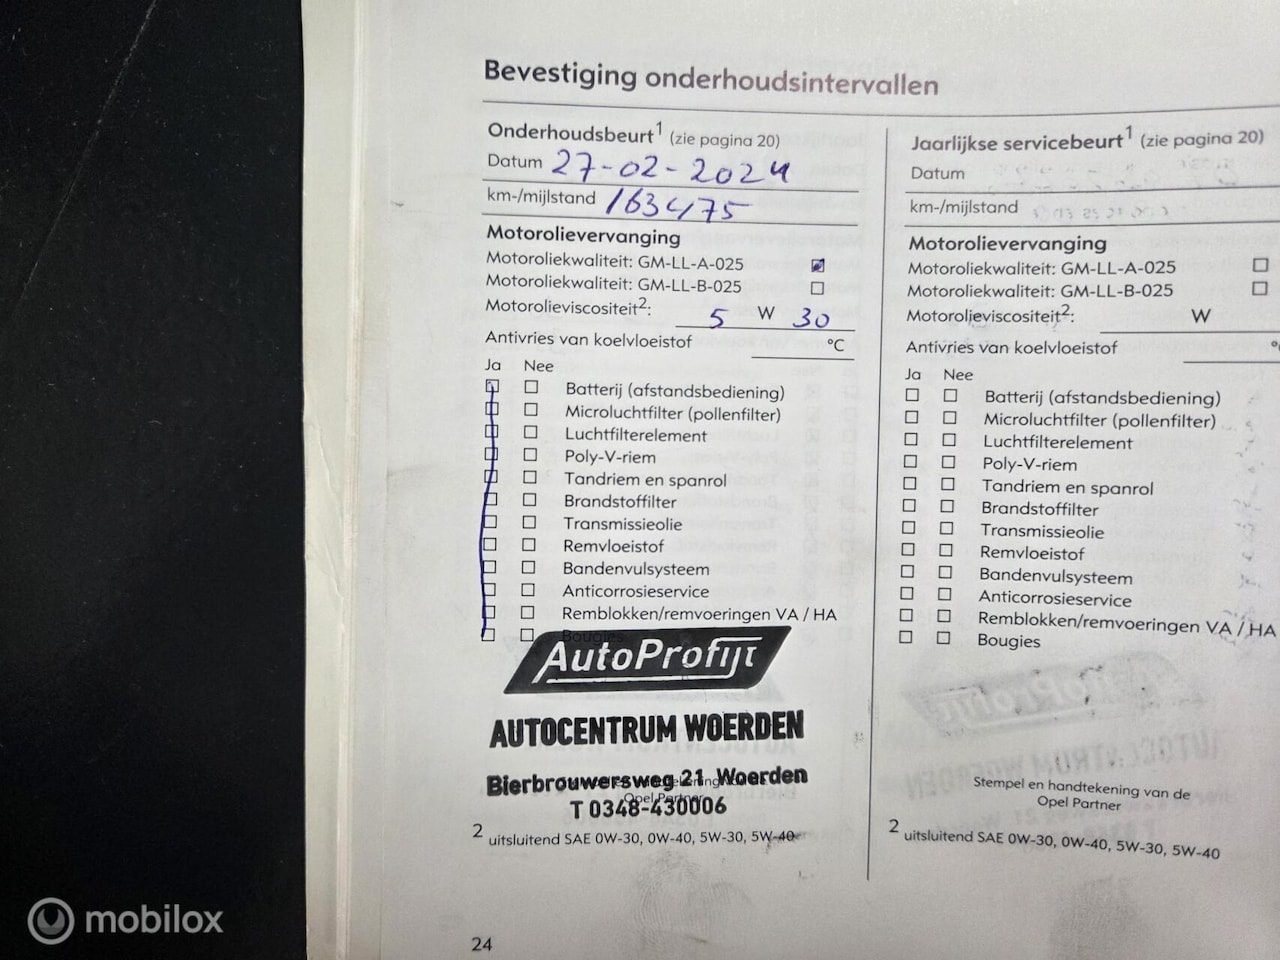 Bevestiging onderhoudsintervallen
Onderhoudsbeurt1 (zie pagina 20)
Datum 27-02-2024
km-/mijlstand 163475
Motorolievervanging
Motoroliekwaliteit: GM-LL-A-025
Motoroliekwaliteit: GM-LL-B-025
Motorolieviscositeit2: 5 W 30
Antivries van koelvloeistof °C
Ja Nee
Batterij (afstandsbediening)
Microluchtfilter (pollenfilter)
Luchtfilterelement
Poly-V-riem
Tandriem en spanrol
Brandstoffilter
Transmissieolie
Remvloeistof
Bandenvulsysteem
Anticorrosieservice
Remblokken/remvoeringen VA / HA
Bougies
AutoProfijt
AUTOCENTRUM WOERDEN
Bierbrouwersweg 21 Woerden
Opel Partner
T 0348-430006
2 uitsluitend SAE 0W-30, 0W-40, 5W-30, 5W-40
24
Jaarlijkse servicebeurt1 (zie pagina 20)
Datum
km-/mijlstand
Motorolievervanging
Motoroliekwaliteit: GM-LL-A-025
Motoroliekwaliteit: GM-LL-B-025
Motorolieviscositeit2: W
Antivries van koelvloeistof
Ja Nee
Batterij (afstandsbediening)
Microluchtfilter (pollenfilter)
Luchtfilterelement
Poly-V-riem
Tandriem en spanrol
Brandstoffilter
Transmissieolie
Remvloeistof
Bandenvulsysteem
Anticorrosieservice
Remblokken/remvoeringen VA / HA
Bougies
Stempel en handtekening van de
Opel Partner
2 uitsluitend SAE 0W-30, 0W-40, 5W-30, 5W-40
mobilox